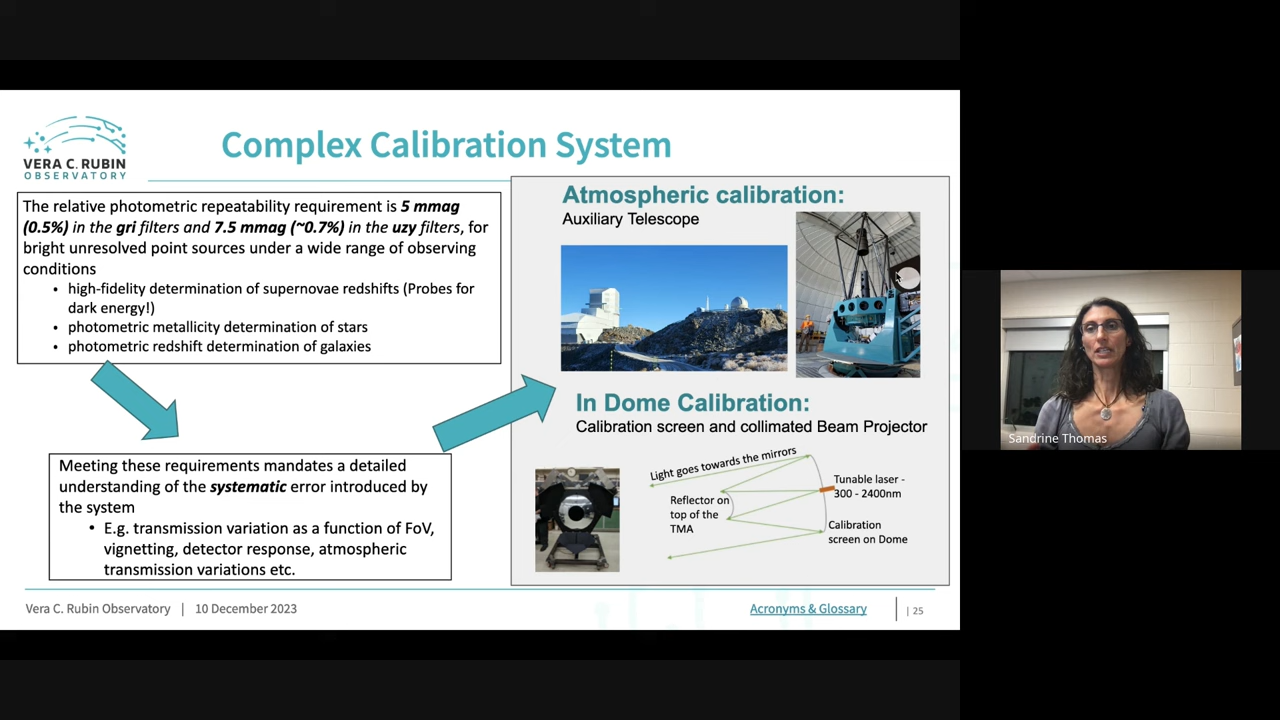 VERA C. RUBIN
OBSERVATORY
Complex Calibration System
The relative photometric repeatability requirement is 5 mmag
(0.5%) in the gri filters and 7.5 mmag (~0.7%) in the uzy filters, for
bright unresolved point sources under a wide range of observing
conditions
• high-fidelity determination of supernovae redshifts (Probes for
dark energy!)
• photometric metallicity determination of stars
• photometric redshift determination of galaxies
Meeting these requirements mandates a detailed
understanding of the systematic error introduced by
the system
• E.g. transmission variation as a function of FoV,
vignetting, detector response, atmospheric
transmission variations etc.
Atmospheric calibration:
Auxiliary Telescope
In Dome Calibration:
Calibration screen and collimated Beam Projector
Light goes towards the mirrors
Reflector on
top of the
TMA
Tunable laser -
300 - 2400nm
Calibration
screen on Dome
Vera C. Rubin Observatory | 10 December 2023
Acronyms & Glossary
| 25
Sandrine Thomas